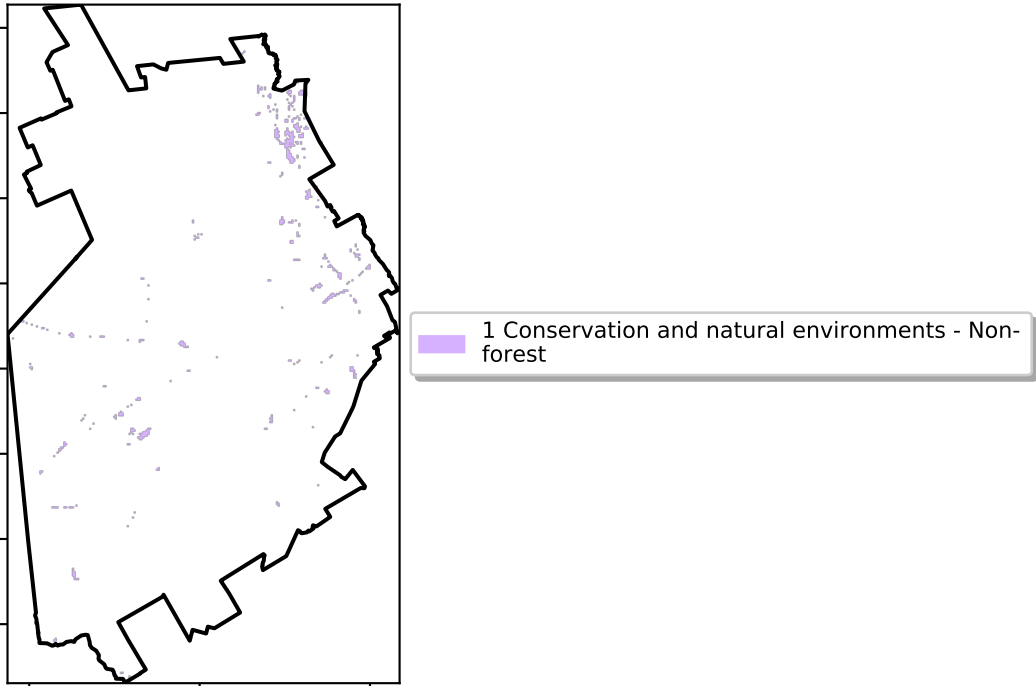 1 Conservation and natural environments - Non-
forest